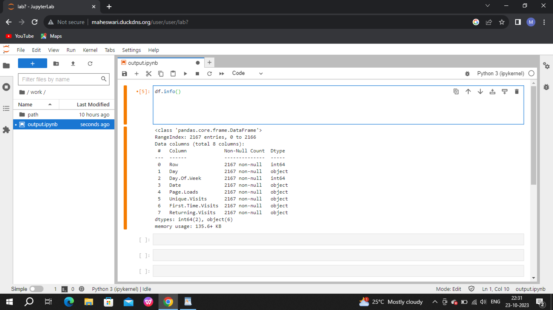 lab7 - JupyterLab
Not secure | maheswari.duckdns.org/user/user/lab7
YouTube Maps
File Edit View Run Kernel Tabs Settings Help
output.ipynb
Code Python 3 (ipykernel)
Filter files by name
/ work /
Name Last Modified
path 10 hours ago
output.ipynb seconds ago
[5]: df.info()
<class 'pandas.core.frame.DataFrame'>
RangeIndex: 2167 entries, 0 to 2166
Data columns (total 8 columns):
# Column Non-Null Count Dtype
--- ------ -------------- -----
0 Row 2167 non-null int64
1 Day 2167 non-null object
2 Day.Of.Week 2167 non-null int64
3 Date 2167 non-null object
4 Page.Loads 2167 non-null object
5 Unique.Visits 2167 non-null object
6 First.Time.Visits 2167 non-null object
7 Returning.Visits 2167 non-null object
dtypes: int64(2), object(6)
memory usage: 135.6+ KB
[ ]:
[ ]:
[ ]:
Simple 1 Python 3 (ipykernel) | Idle Mode: Edit Ln 1, Col 10 output.ipynb
25°C Mostly cloudy ENG 22:31
23-10-2023